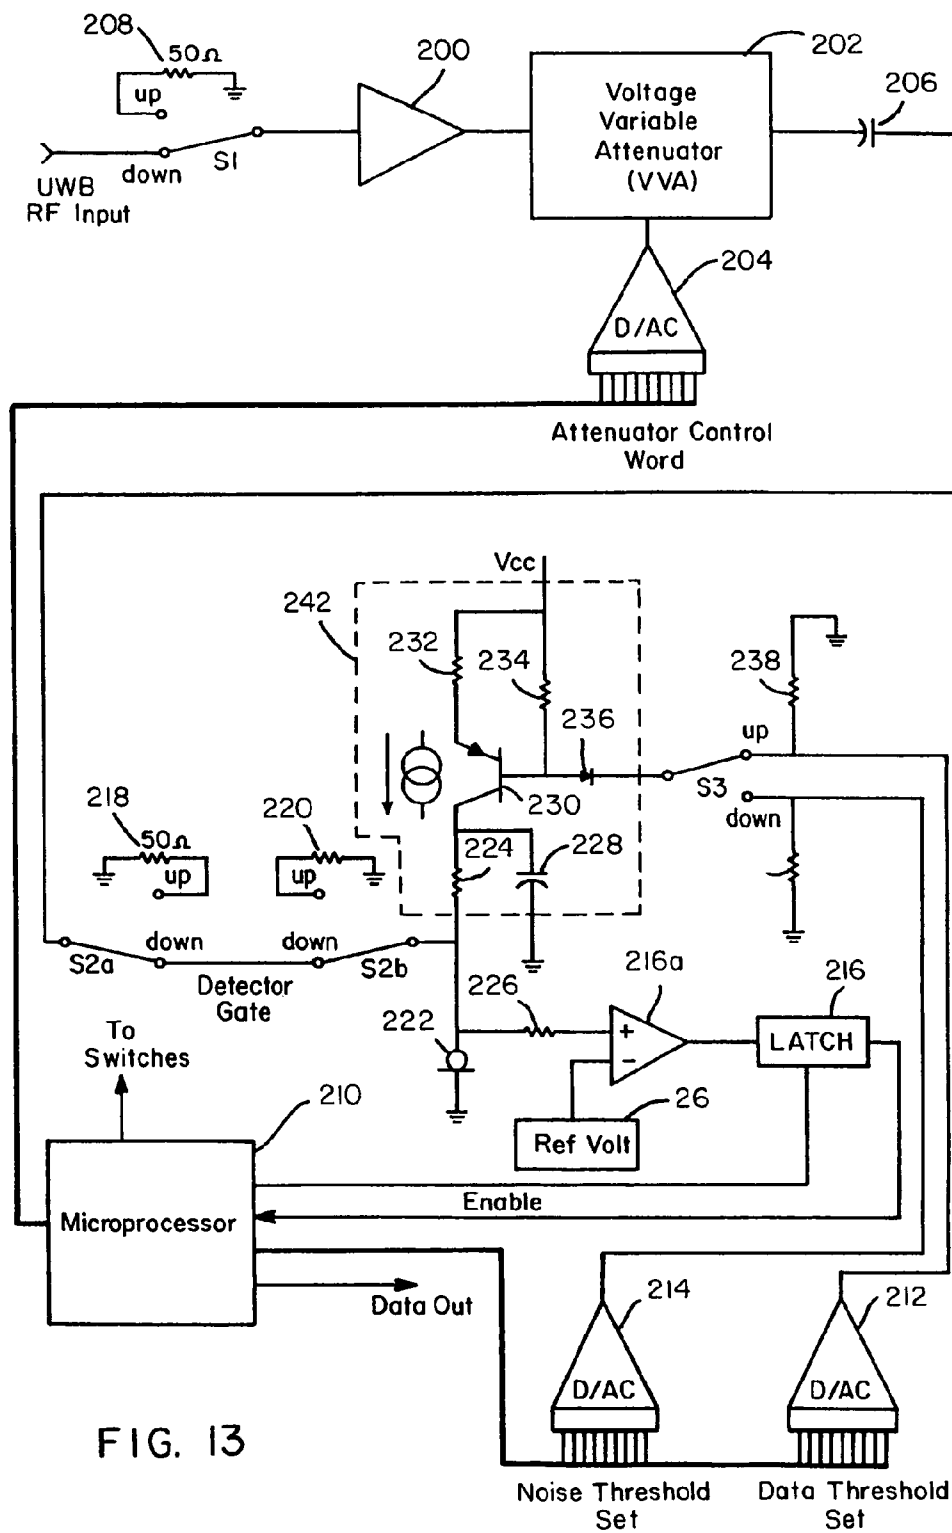 208
50Ω
up
S1
down
UWB
RF Input
200
202
Voltage
Variable
Attenuator
(VVA)
206
204
D/AC
Attenuator Control
Word
Vcc
242
232
234
236
230
238
up
S3
down
218
50Ω
up
220
up
224
228
down
down
S2a
S2b
Detector
Gate
226
216a
216
222
+
−
LATCH
To
Switches
210
26
Ref Volt
Microprocessor
Enable
Data Out
214
212
D/AC
D/AC
FIG. 13
Noise Threshold
Set
Data Threshold
Set